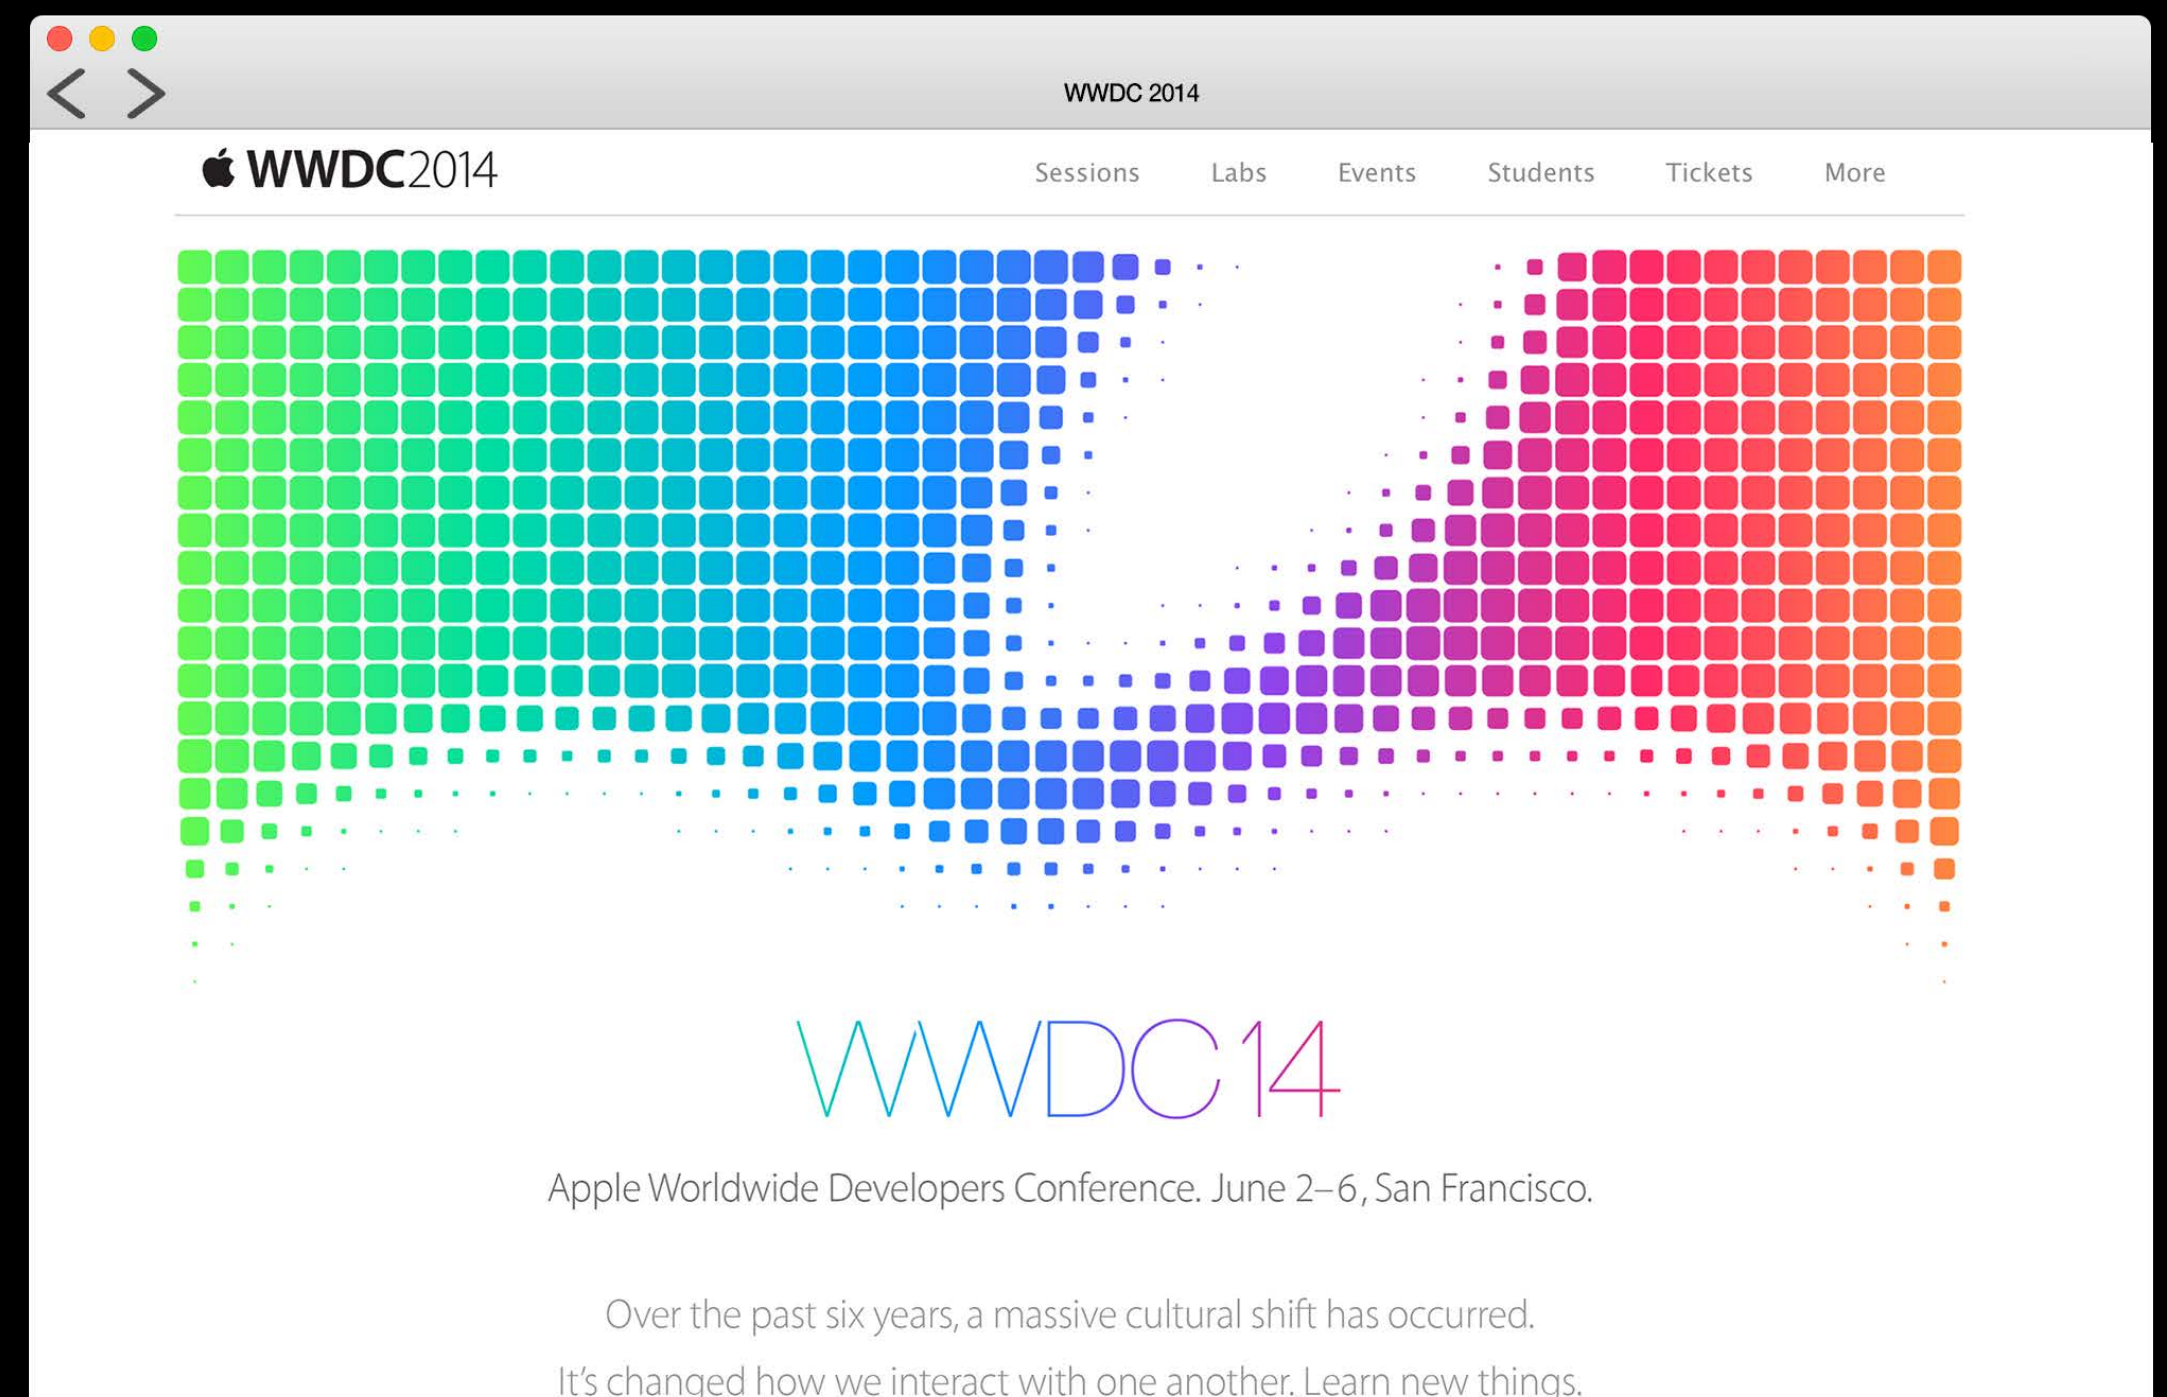 WWDC 2014
WWDC2014
Sessions Labs Events Students Tickets More
WWDC14
Apple Worldwide Developers Conference. June 2–6, San Francisco.
Over the past six years, a massive cultural shift has occurred.
It’s changed how we interact with one another. Learn new things.